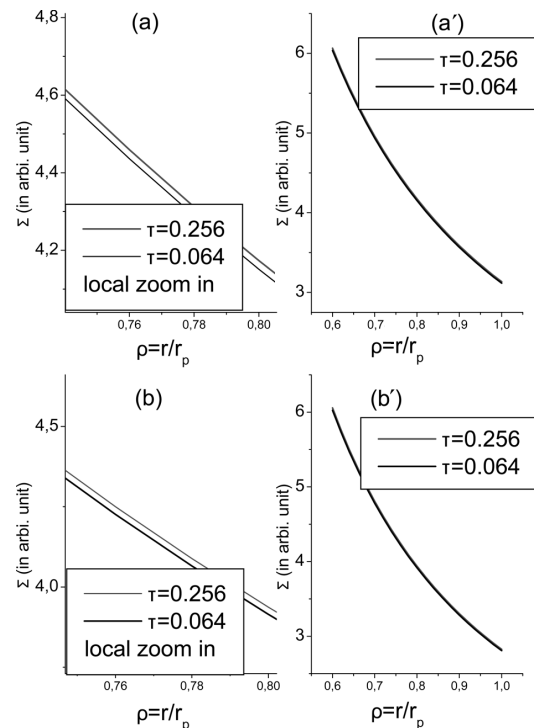 (a)
4,8
4,6
4,4
4,2
Σ (in arbi. unit)
τ=0.256
τ=0.064
local zoom in
0,76 0,78 0,80
ρ=r/rp
(a´)
6
5
4
3
Σ (in arbi. unit)
τ=0.256
τ=0.064
0,6 0,7 0,8 0,9 1,0
ρ=r/rp
(b)
4,5
4,0
Σ (in arbi. unit)
τ=0.256
τ=0.064
local zoom in
0,76 0,78 0,80
ρ=r/rp
(b´)
6
5
4
3
Σ (in arbi. unit)
τ=0.256
τ=0.064
0,6 0,7 0,8 0,9 1,0
ρ=r/rp